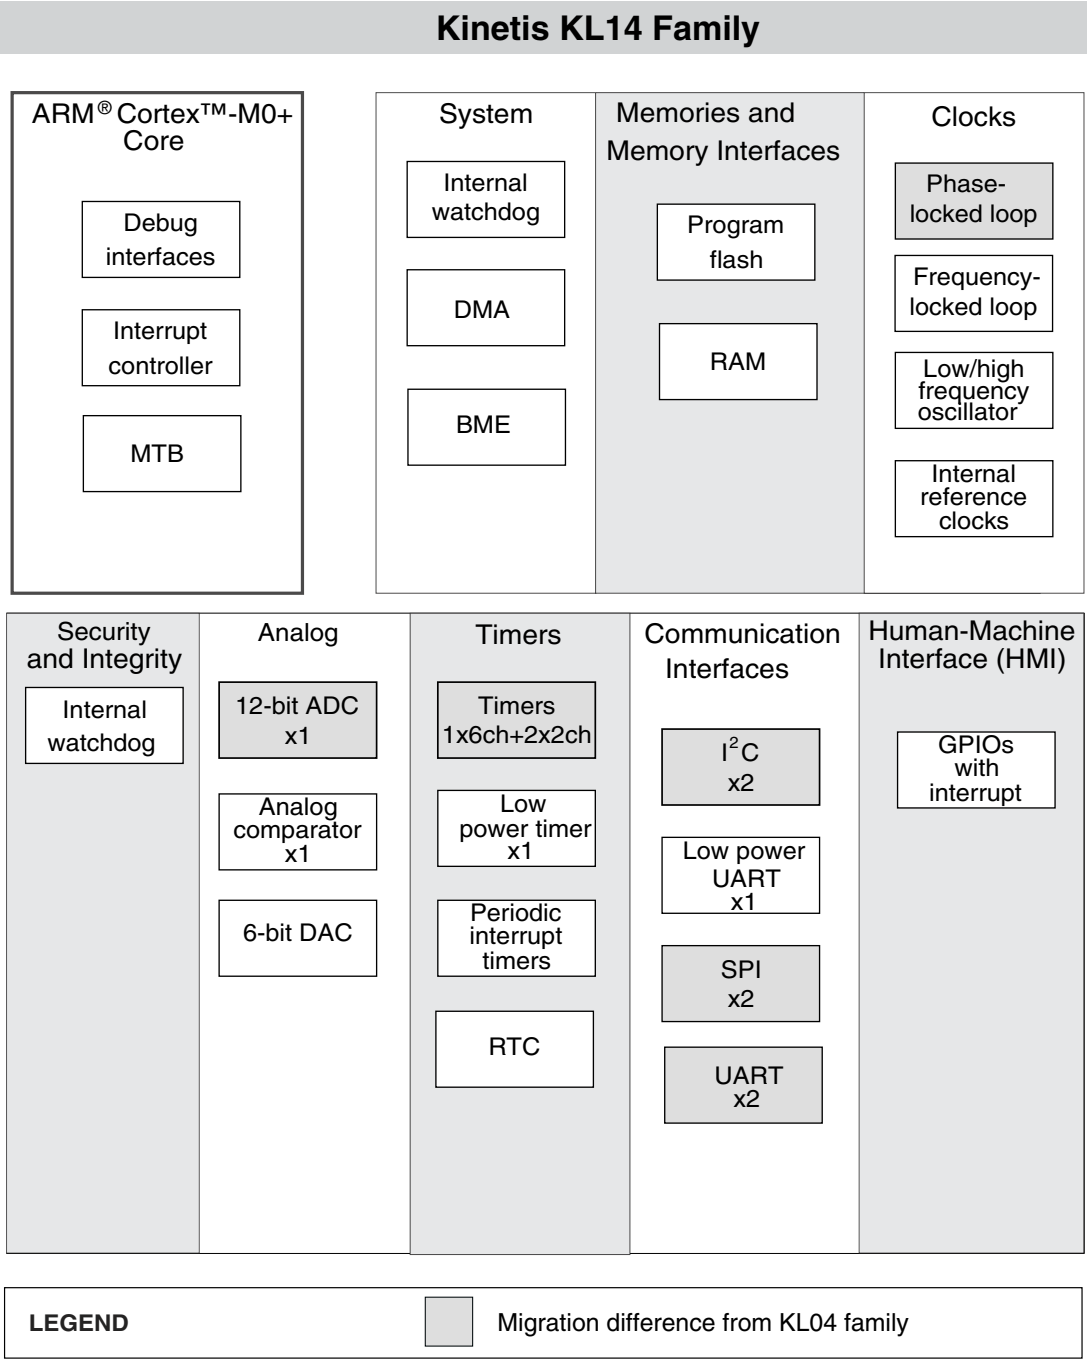 Kinetis KL14 Family
ARM® Cortex™-M0+
Core
Debug
interfaces
Interrupt
controller
MTB
System
Internal
watchdog
DMA
BME
Memories and
Memory Interfaces
Program
flash
RAM
Clocks
Phase-
locked loop
Frequency-
locked loop
Low/high
frequency
oscillator
Internal
reference
clocks
Security
and Integrity
Internal
watchdog
Analog
12-bit ADC
x1
Analog
comparator
x1
6-bit DAC
Timers
Timers
1x6ch+2x2ch
Low
power timer
x1
Periodic
interrupt
timers
RTC
Communication
Interfaces
I²C
x2
Low power
UART
x1
SPI
x2
UART
x2
Human-Machine
Interface (HMI)
GPIOs
with
interrupt
LEGEND
Migration difference from KL04 family